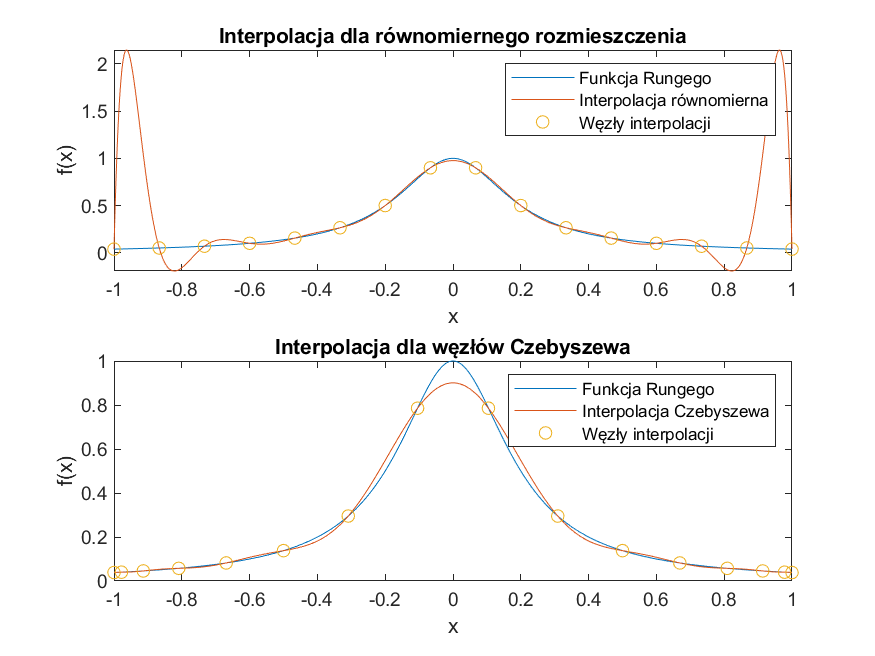 Interpolacja dla równomiernego rozmieszczenia
Funkcja Rungego
Interpolacja równomierna
Węzły interpolacji
f(x)
2
1.5
1
0.5
0
-1 -0.8 -0.6 -0.4 -0.2 0 0.2 0.4 0.6 0.8 1
x
Interpolacja dla węzłów Czebyszewa
Funkcja Rungego
Interpolacja Czebyszewa
Węzły interpolacji
f(x)
1
0.8
0.6
0.4
0.2
0
-1 -0.8 -0.6 -0.4 -0.2 0 0.2 0.4 0.6 0.8 1
x